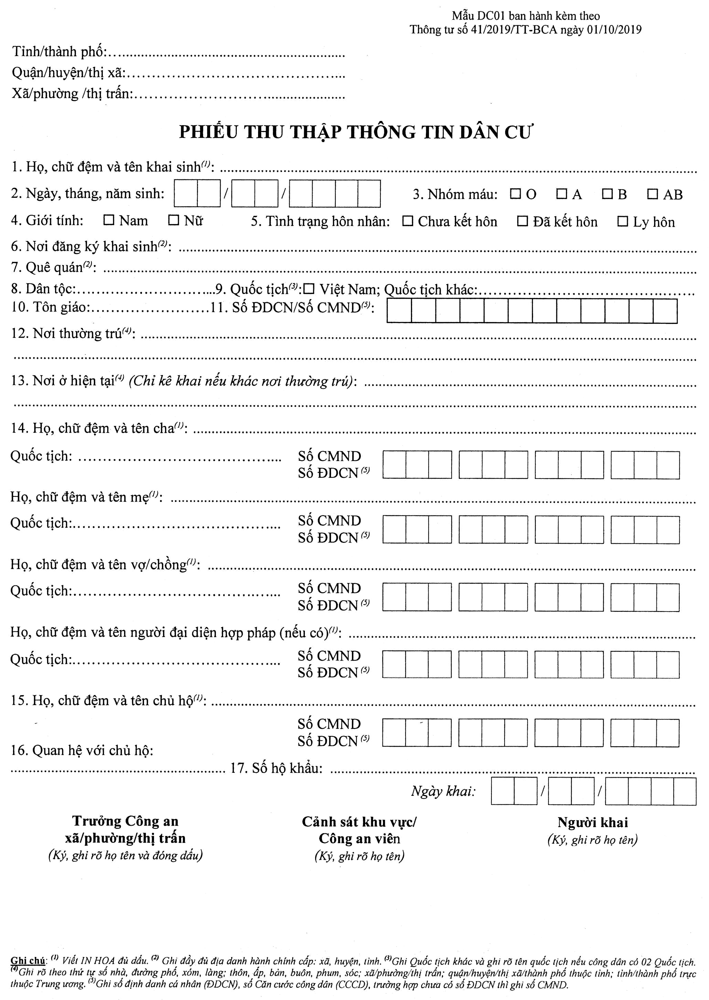 Mẫu DC01 ban hành kèm theo
Thông tư số 41/2019/TT-BCA ngày 01/10/2019
Tỉnh/thành phố:..........................................................
Quận/huyện/thị xã:..........................................................
Xã/phường /thị trấn:..........................................................
PHIẾU THU THẬP THÔNG TIN DÂN CƯ
1. Họ, chữ đệm và tên khai sinh(1): ..........................................................
2. Ngày, tháng, năm sinh: / / 3. Nhóm máu: ☐ O ☐ A ☐ B ☐ AB
4. Giới tính: ☐ Nam ☐ Nữ 5. Tình trạng hôn nhân: ☐ Chưa kết hôn ☐ Đã kết hôn ☐ Ly hôn
6. Nơi đăng ký khai sinh(2): ..........................................................
7. Quê quán(2): ..........................................................
8. Dân tộc:..............................9. Quốc tịch(3):☐ Việt Nam; Quốc tịch khác:..............................
10. Tôn giáo:..............................11. Số ĐDCN/Số CMND(5):
12. Nơi thường trú(4): ..........................................................
..........................................................
13. Nơi ở hiện tại(4) (Chỉ kê khai nếu khác nơi thường trú): ..............................
..........................................................
14. Họ, chữ đệm và tên cha(1): ..........................................................
Quốc tịch: .............................. Số CMND
Số ĐDCN (5)
Họ, chữ đệm và tên mẹ(1): ..........................................................
Quốc tịch:.............................. Số CMND
Số ĐDCN (5)
Họ, chữ đệm và tên vợ/chồng(1): ..........................................................
Quốc tịch:.............................. Số CMND
Số ĐDCN (5)
Họ, chữ đệm và tên người đại diện hợp pháp (nếu có)(1): ..............................
Quốc tịch:.............................. Số CMND
Số ĐDCN (5)
15. Họ, chữ đệm và tên chủ hộ(1): ..........................................................
Số CMND
Số ĐDCN (5)
16. Quan hệ với chủ hộ:
.............................. 17. Số hộ khẩu: ..............................
Ngày khai: / /
Trưởng Công an
xã/phường/thị trấn
(Ký, ghi rõ họ tên và đóng dấu)
Cảnh sát khu vực/
Công an viên
(Ký, ghi rõ họ tên)
Người khai
(Ký, ghi rõ họ tên)
Ghi chú: (1) Viết IN HOA đủ dấu. (2) Ghi đầy đủ địa danh hành chính cấp: xã, huyện, tỉnh. (3)Ghi Quốc tịch khác và ghi rõ tên quốc tịch nếu công dân có 02 Quốc tịch.
(4)Ghi rõ theo thứ tự số nhà, đường phố, xóm, làng; thôn, ấp, bản, buôn, phum, sóc; xã/phường/thị trấn; quận/huyện/thị xã/thành phố thuộc tỉnh; tỉnh/thành phố trực
thuộc Trung ương. (5)Ghi số định danh cá nhân (ĐDCN), số Căn cước công dân (CCCD), trường hợp chưa có số ĐDCN thì ghi số CMND.